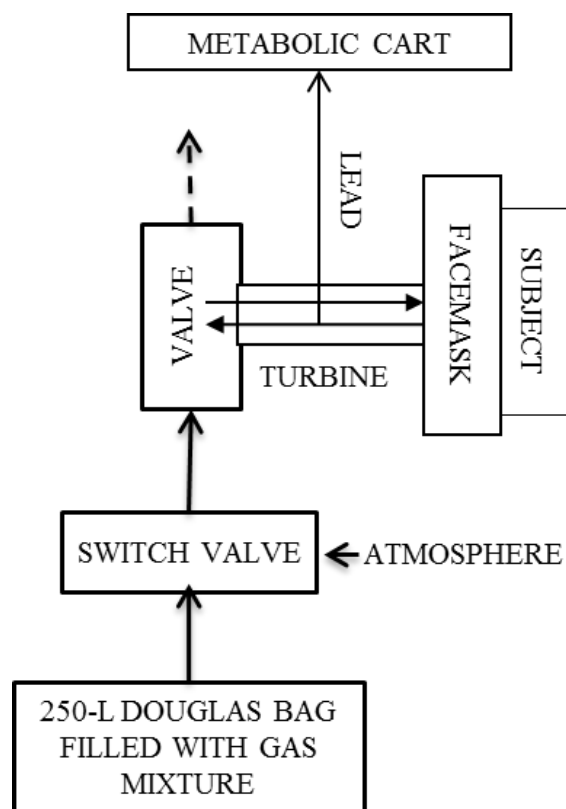 METABOLIC CART
LEAD
VALVE
FACEMASK
SUBJECT
TURBINE
SWITCH VALVE
ATMOSPHERE
250-L DOUGLAS BAG
FILLED WITH GAS
MIXTURE